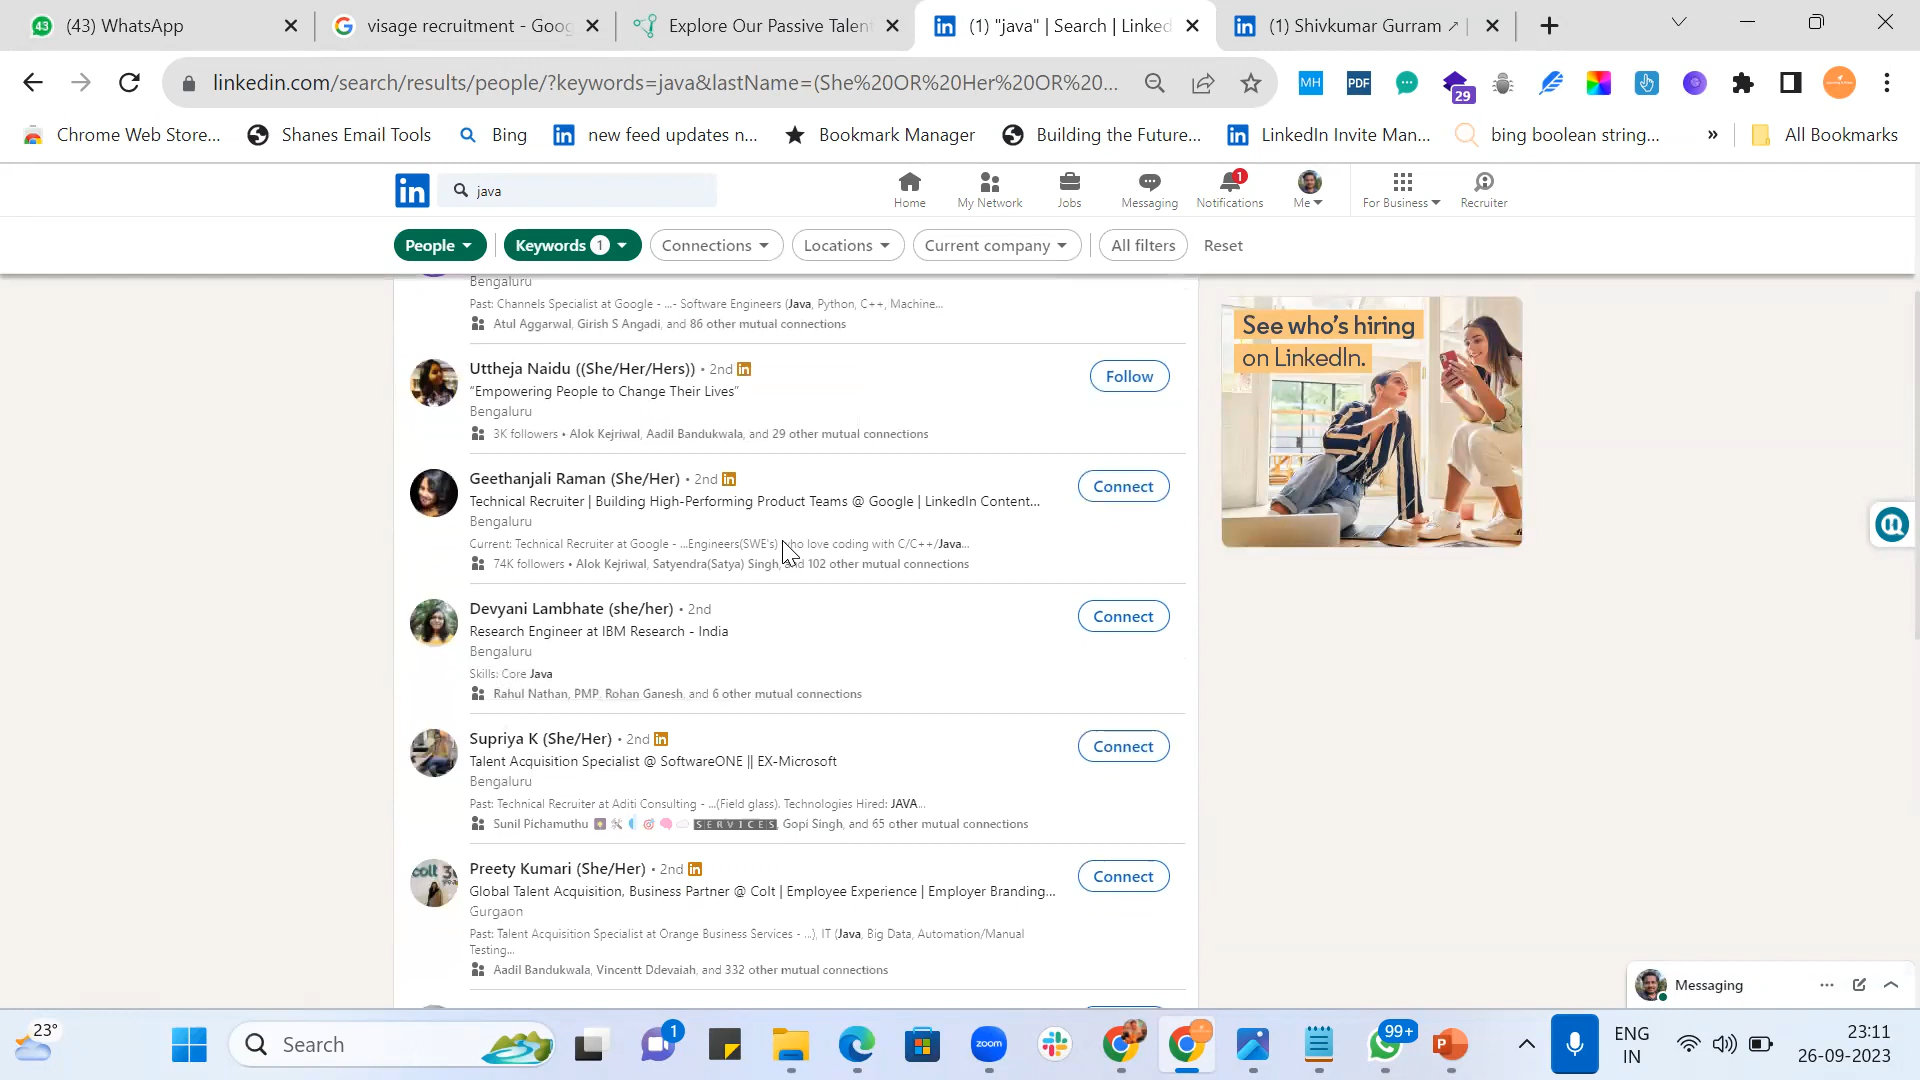 (43) WhatsApp
visage recruitment - Goog
Explore Our Passive Talen
(1) "java" | Search | Linked
(1) Shivkumar Gurram
linkedin.com/search/results/people/?keywords=java&lastName=(She%20OR%20Her%20OR%20...
MH
PDF
29
Chrome Web Store...
Shanes Email Tools
Bing
new feed updates n...
Bookmark Manager
Building the Future...
LinkedIn Invite Man...
bing boolean string...
»
All Bookmarks
in
java
Home
My Network
Jobs
Messaging
1
Notifications
Me
For Business
Recruiter
People
Keywords 1
Connections
Locations
Current company
All filters
Reset
Bengaluru
Past: Channels Specialist at Google - ...- Software Engineers (Java, Python, C++, Machine...
Atul Aggarwal, Girish S Angadi, and 86 other mutual connections
Uttheja Naidu ((She/Her/Hers)) • 2nd in
Follow
“Empowering People to Change Their Lives”
Bengaluru
3K followers • Alok Kejriwal, Aadil Bandukwala, and 29 other mutual connections
Geethanjali Raman (She/Her) • 2nd in
Connect
Technical Recruiter | Building High-Performing Product Teams @ Google | LinkedIn Content...
Bengaluru
Current: Technical Recruiter at Google - ...Engineers(SWE's) who love coding with C/C++/Java...
74K followers • Alok Kejriwal, Satyendra(Satya) Singh, and 102 other mutual connections
Devyani Lambhate (she/her) • 2nd
Connect
Research Engineer at IBM Research - India
Bengaluru
Skills: Core Java
Rahul Nathan, PMP, Rohan Ganesh, and 6 other mutual connections
Supriya K (She/Her) • 2nd in
Connect
Talent Acquisition Specialist @ SoftwareONE || EX-Microsoft
Bengaluru
Past: Technical Recruiter at Aditi Consulting - ...(Field glass). Technologies Hired: JAVA...
Sunil Pichamuthu SERVICES, Gopi Singh, and 65 other mutual connections
Preety Kumari (She/Her) • 2nd in
Connect
Global Talent Acquisition, Business Partner @ Colt | Employee Experience | Employer Branding...
Gurgaon
Past: Talent Acquisition Specialist at Orange Business Services - ...), IT (Java, Big Data, Automation/Manual
Testing...
Aadil Bandukwala, Vincentt Ddevaiah, and 332 other mutual connections
See who's hiring
on LinkedIn.
Messaging
23°
Search
1
zoom
99+
ENG
IN
23:11
26-09-2023